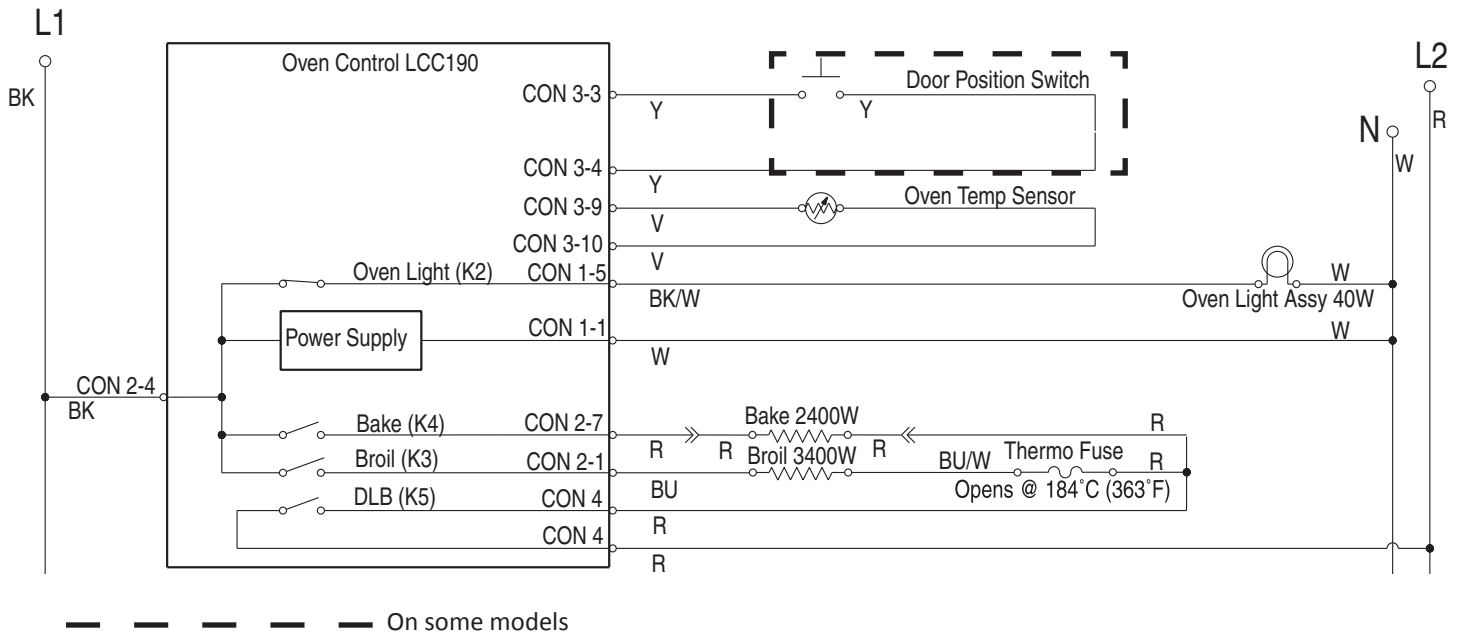 L1
BK
Oven Control LCC190
CON 3-3
Y
Door Position Switch
Y
L2
R
N
W
CON 3-4
Y
CON 3-9
V
Oven Temp Sensor
CON 3-10
V
Oven Light (K2)
CON 1-5
BK/W
Oven Light Assy 40W
W
Power Supply
CON 1-1
W
W
CON 2-4
BK
Bake (K4)
CON 2-7
R
R
Bake 2400W
R
R
Broil (K3)
CON 2-1
BU
Broil 3400W
BU/W
Thermo Fuse
R
Opens @ 184˚C (363˚F)
DLB (K5)
CON 4
R
CON 4
R
On some models